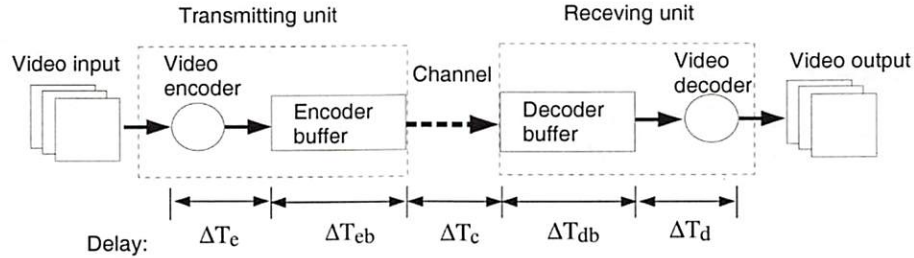 Transmitting unit
Receving unit
Video input
Video
encoder
Channel
Video
decoder
Video output
Encoder
buffer
Decoder
buffer
Delay:
ΔTe
ΔTeb
ΔTc
ΔTdb
ΔTd